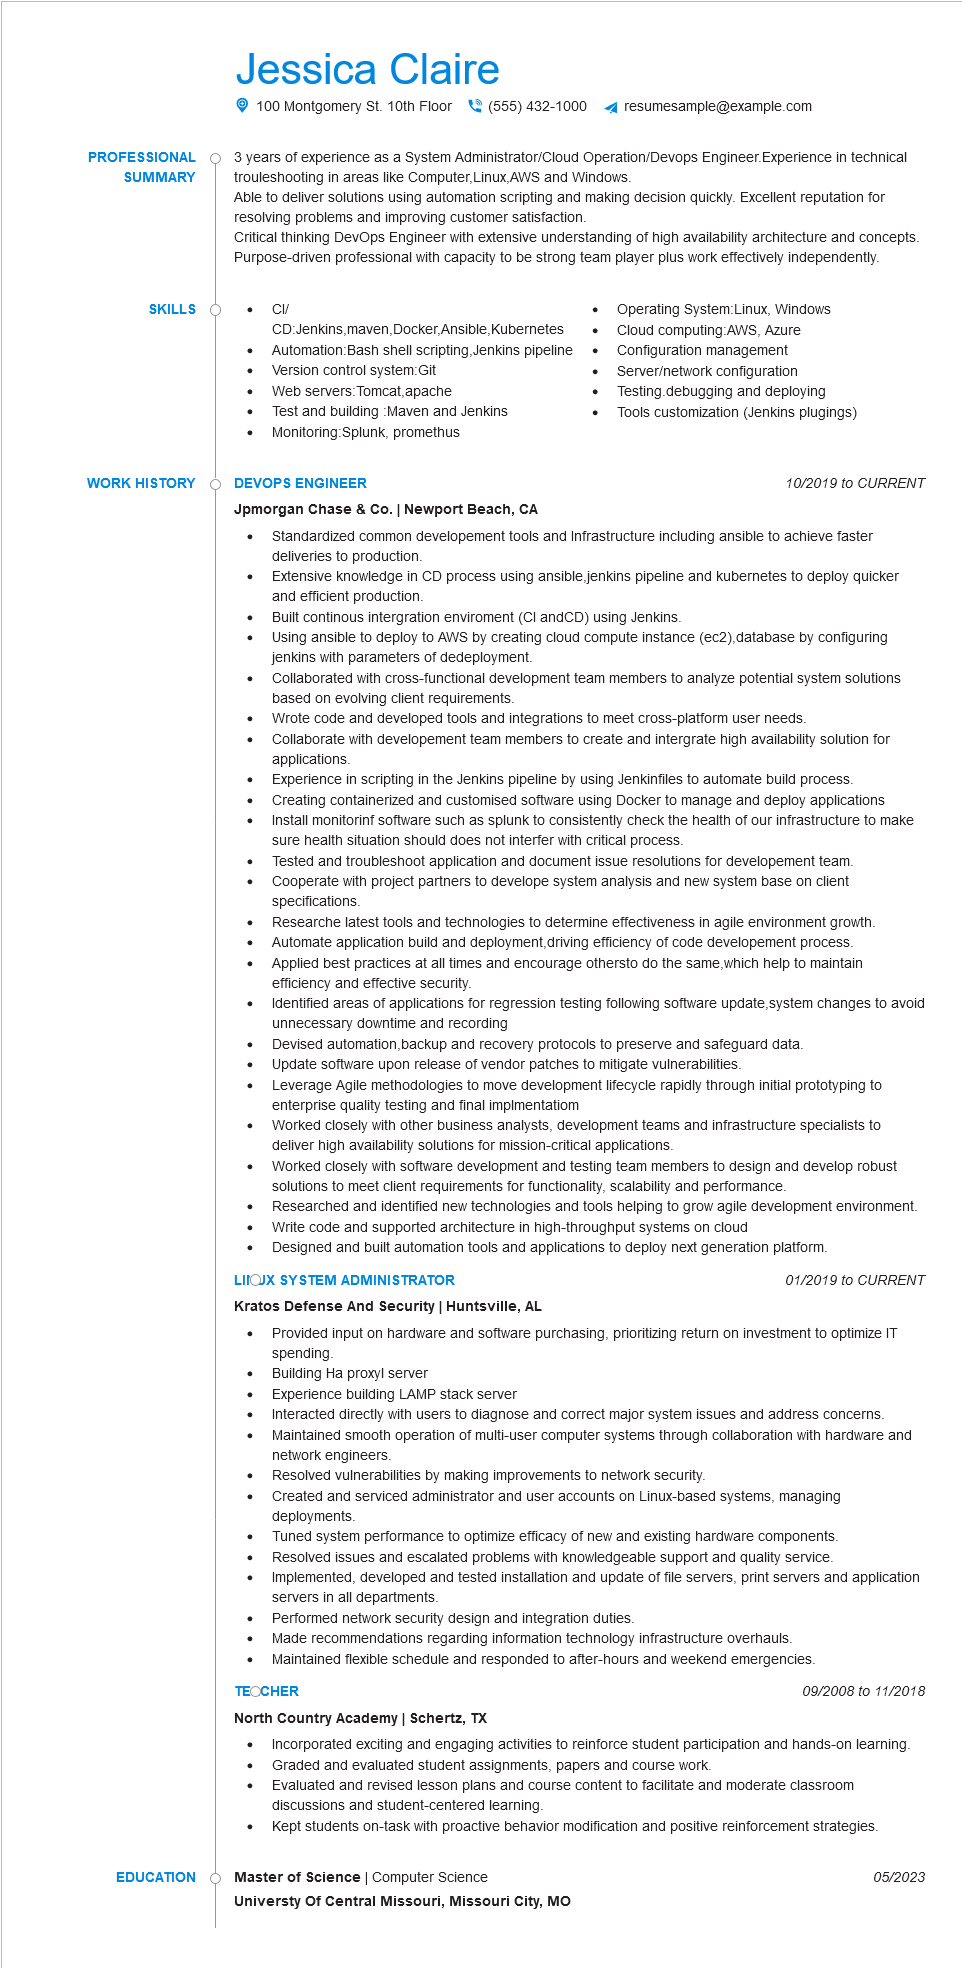 Jessica Claire
100 Montgomery St. 10th Floor (555) 432-1000 resumesample@example.com
PROFESSIONAL SUMMARY
3 years of experience as a System Administrator/Cloud Operation/Devops Engineer.Experience in technical
trouleshooting in areas like Computer,Linux,AWS and Windows.
Able to deliver solutions using automation scripting and making decision quickly. Excellent reputation for
resolving problems and improving customer satisfaction.
Critical thinking DevOps Engineer with extensive understanding of high availability architecture and concepts.
Purpose-driven professional with capacity to be strong team player plus work effectively independently.
SKILLS
• CI/
CD:Jenkins,maven,Docker,Ansible,Kubernetes
• Automation:Bash shell scripting,Jenkins pipeline
• Version control system:Git
• Web servers:Tomcat,apache
• Test and building :Maven and Jenkins
• Monitoring:Splunk, promethus
• Operating System:Linux, Windows
• Cloud computing:AWS, Azure
• Configuration management
• Server/network configuration
• Testing.debugging and deploying
• Tools customization (Jenkins plugings)
WORK HISTORY
DEVOPS ENGINEER 10/2019 to CURRENT
Jpmorgan Chase & Co. | Newport Beach, CA
• Standardized common developement tools and Infrastructure including ansible to achieve faster
deliveries to production.
• Extensive knowledge in CD process using ansible,jenkins pipeline and kubernetes to deploy quicker
and efficient production.
• Built continous intergration enviroment (CI andCD) using Jenkins.
• Using ansible to deploy to AWS by creating cloud compute instance (ec2),database by configuring
jenkins with parameters of dedeployment.
• Collaborated with cross-functional development team members to analyze potential system solutions
based on evolving client requirements.
• Wrote code and developed tools and integrations to meet cross-platform user needs.
• Collaborate with developement team members to create and intergrate high availability solution for
applications.
• Experience in scripting in the Jenkins pipeline by using Jenkinfiles to automate build process.
• Creating containerized and customised software using Docker to manage and deploy applications
• Install monitorinf software such as splunk to consistently check the health of our infrastructure to make
sure health situation should does not interfer with critical process.
• Tested and troubleshoot application and document issue resolutions for developement team.
• Cooperate with project partners to develope system analysis and new system base on client
specifications.
• Researche latest tools and technologies to determine effectiveness in agile environment growth.
• Automate application build and deployment,driving efficiency of code developement process.
• Applied best practices at all times and encourage othersto do the same,which help to maintain
efficiency and effective security.
• Identified areas of applications for regression testing following software update,system changes to avoid
unnecessary downtime and recording
• Devised automation,backup and recovery protocols to preserve and safeguard data.
• Update software upon release of vendor patches to mitigate vulnerabilities.
• Leverage Agile methodologies to move development lifecycle rapidly through initial prototyping to
enterprise quality testing and final implmentatiom
• Worked closely with other business analysts, development teams and infrastructure specialists to
deliver high availability solutions for mission-critical applications.
• Worked closely with software development and testing team members to design and develop robust
solutions to meet client requirements for functionality, scalability and performance.
• Researched and identified new technologies and tools helping to grow agile development environment.
• Write code and supported architecture in high-throughput systems on cloud
• Designed and built automation tools and applications to deploy next generation platform.
LINUX SYSTEM ADMINISTRATOR 01/2019 to CURRENT
Kratos Defense And Security | Huntsville, AL
• Provided input on hardware and software purchasing, prioritizing return on investment to optimize IT
spending.
• Building Ha proxyl server
• Experience building LAMP stack server
• Interacted directly with users to diagnose and correct major system issues and address concerns.
• Maintained smooth operation of multi-user computer systems through collaboration with hardware and
network engineers.
• Resolved vulnerabilities by making improvements to network security.
• Created and serviced administrator and user accounts on Linux-based systems, managing
deployments.
• Tuned system performance to optimize efficacy of new and existing hardware components.
• Resolved issues and escalated problems with knowledgeable support and quality service.
• Implemented, developed and tested installation and update of file servers, print servers and application
servers in all departments.
• Performed network security design and integration duties.
• Made recommendations regarding information technology infrastructure overhauls.
• Maintained flexible schedule and responded to after-hours and weekend emergencies.
TEACHER 09/2008 to 11/2018
North Country Academy | Schertz, TX
• Incorporated exciting and engaging activities to reinforce student participation and hands-on learning.
• Graded and evaluated student assignments, papers and course work.
• Evaluated and revised lesson plans and course content to facilitate and moderate classroom
discussions and student-centered learning.
• Kept students on-task with proactive behavior modification and positive reinforcement strategies.
EDUCATION
Master of Science | Computer Science 05/2023
Universty Of Central Missouri, Missouri City, MO